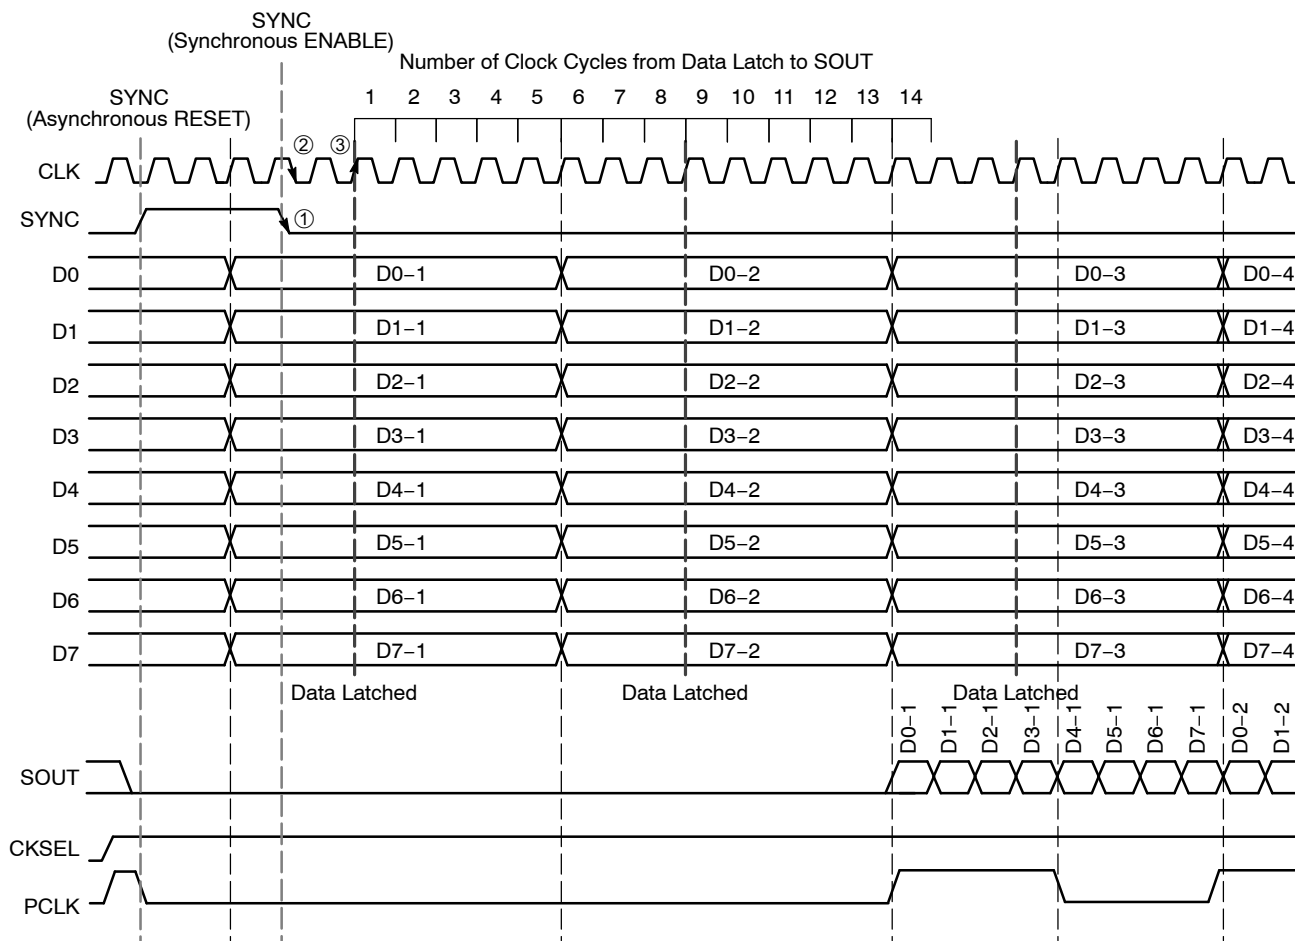 SYNC
(Synchronous ENABLE)
Number of Clock Cycles from Data Latch to SOUT
SYNC
(Asynchronous RESET)
1 2 3 4 5 6 7 8 9 10 11 12 13 14
② ③
CLK
SYNC ①
D0 D0−1 D0−2 D0−3 D0−4
D1 D1−1 D1−2 D1−3 D1−4
D2 D2−1 D2−2 D2−3 D2−4
D3 D3−1 D3−2 D3−3 D3−4
D4 D4−1 D4−2 D4−3 D4−4
D5 D5−1 D5−2 D5−3 D5−4
D6 D6−1 D6−2 D6−3 D6−4
D7 D7−1 D7−2 D7−3 D7−4
Data Latched Data Latched Data Latched
D0−1 D1−1 D2−1 D3−1 D4−1 D5−1 D6−1 D7−1 D0−2 D1−2
SOUT
CKSEL
PCLK